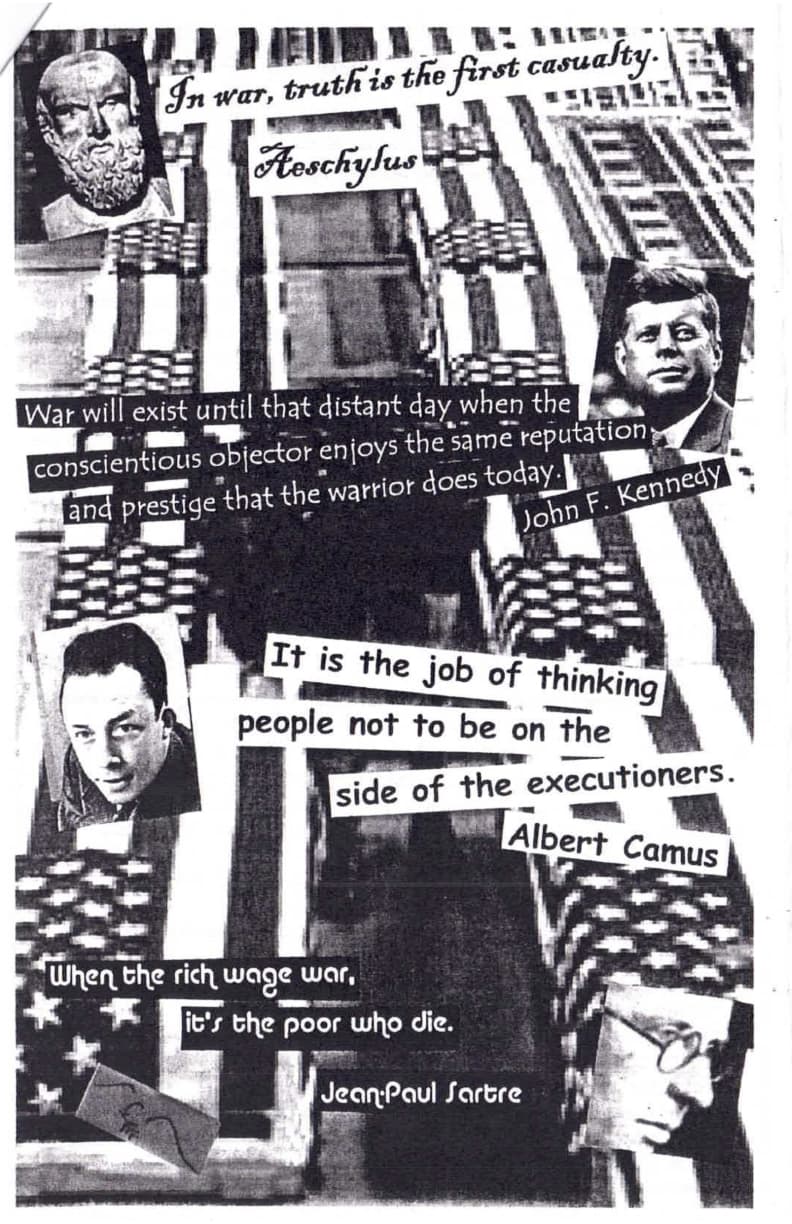 In war, truth is the first casualty.
Aeschylus
War will exist until that distant day when the
conscientious objector enjoys the same reputation
and prestige that the warrior does today.
John F. Kennedy
It is the job of thinking
people not to be on the
side of the executioners.
Albert Camus
When the rich wage war,
it's the poor who die.
Jean-Paul Sartre